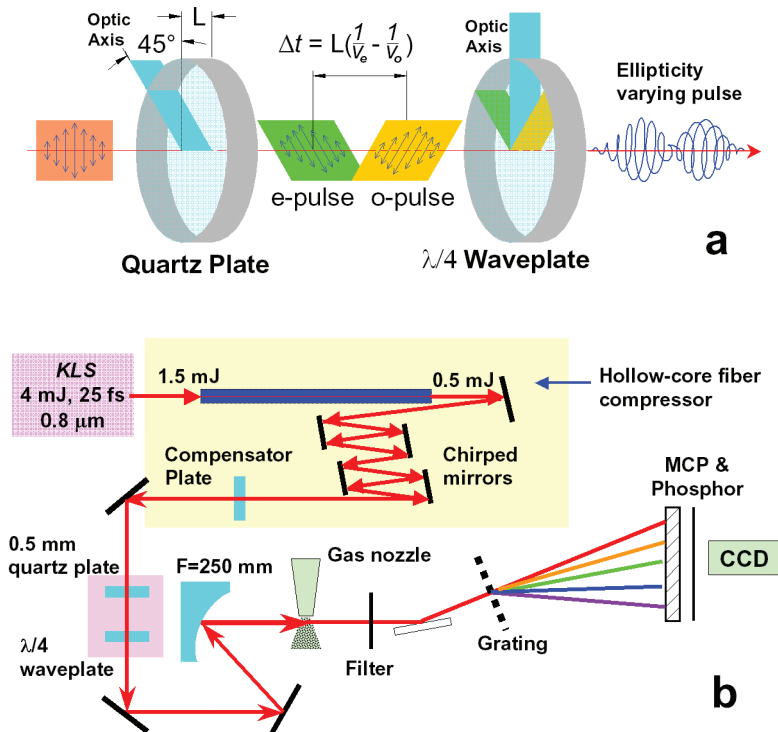 Optic
Axis
45°
L
Δt = L(1/Ve - 1/Vo)
Optic
Axis
Ellipticity
varying pulse
e-pulse
o-pulse
Quartz Plate
λ/4 Waveplate
a
KLS
4 mJ, 25 fs
0.8 μm
1.5 mJ
0.5 mJ
Hollow-core fiber
compressor
Compensator
Plate
Chirped
mirrors
MCP &
Phosphor
0.5 mm
quartz plate
F=250 mm
Gas nozzle
CCD
λ/4
waveplate
Filter
Grating
b